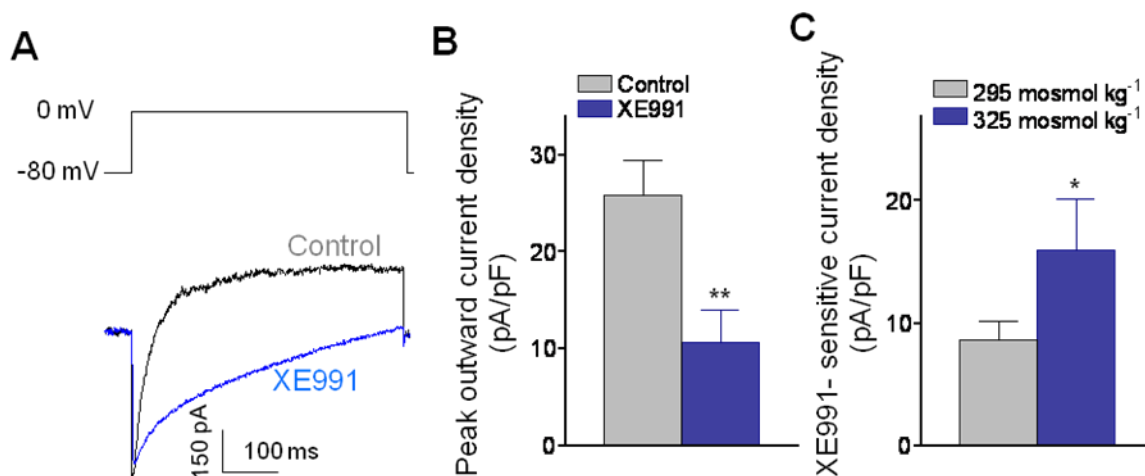 A
0 mV
-80 mV
Control
XE991
150 pA
100 ms
B
Peak outward current density
(pA/pF)
Control
XE991
30
20
10
0
**
C
XE991- sensitive current density
(pA/pF)
295 mosmol kg⁻¹
325 mosmol kg⁻¹
20
10
0
*